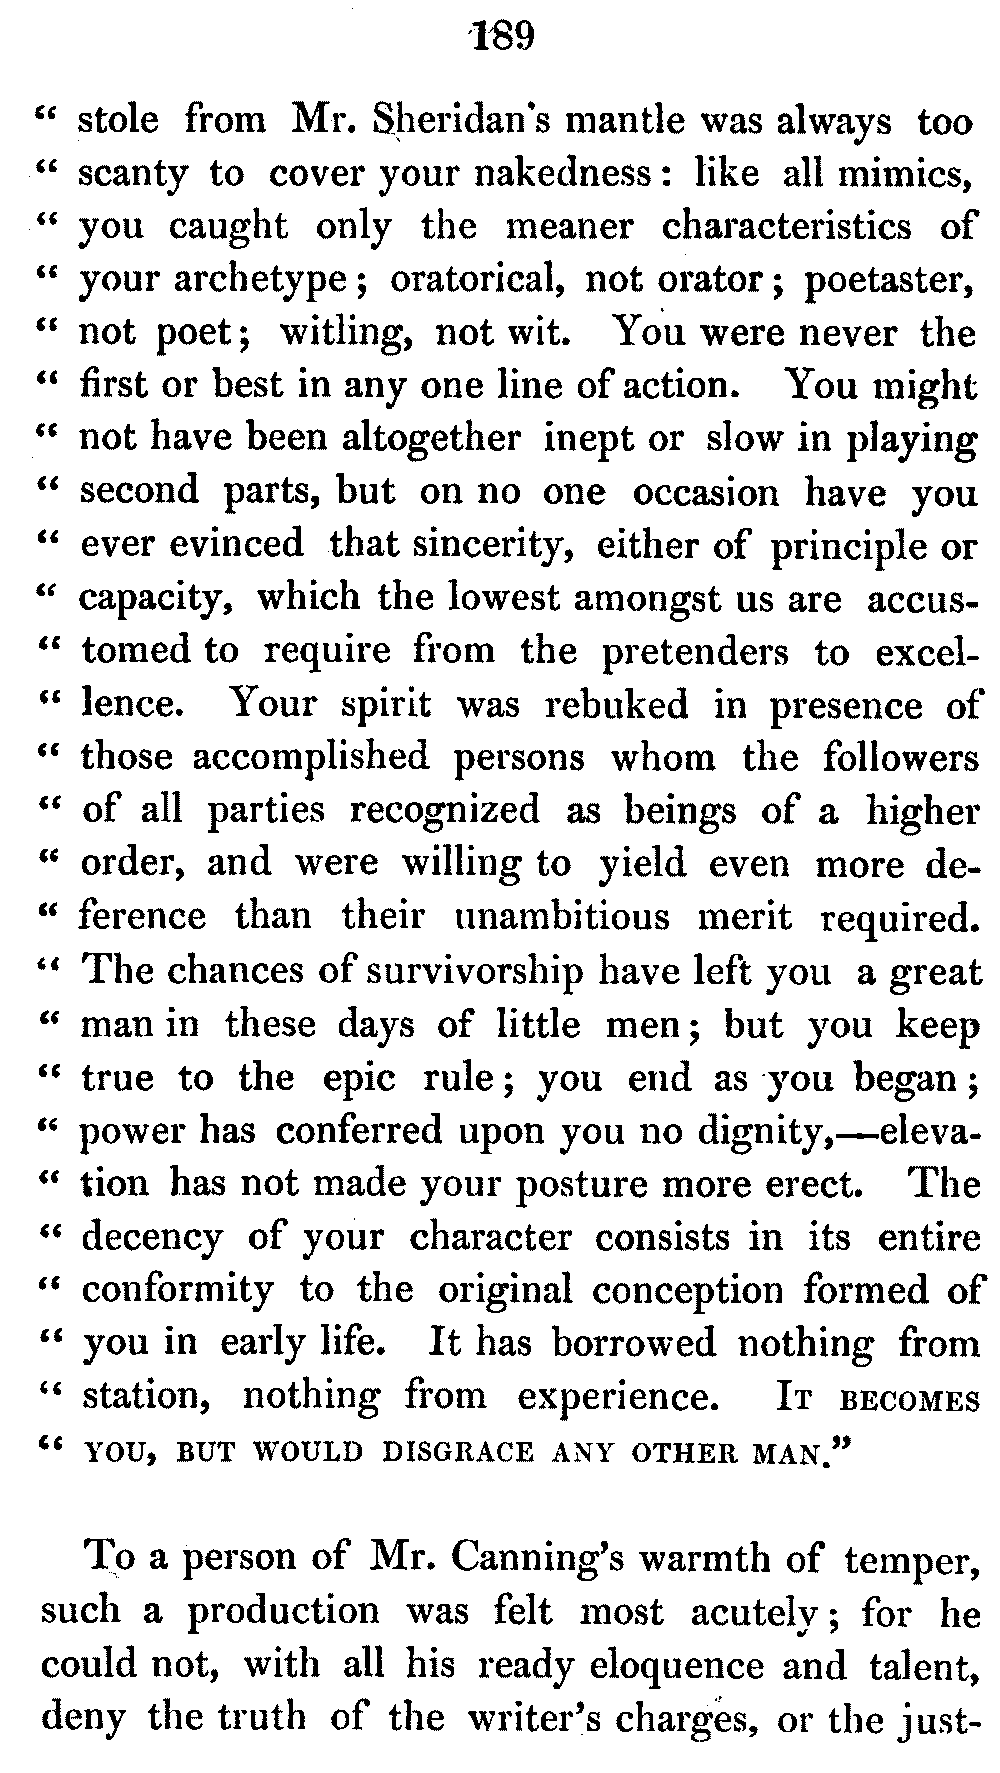 189
“ stole from Mr. Sheridan's mantle was always too
“ scanty to cover your nakedness : like all mimics,
“ you caught only the meaner characteristics of
“ your archetype ; oratorical, not orator ; poetaster,
“ not poet ; witling, not wit. You were never the
“ first or best in any one line of action. You might
“ not have been altogether inept or slow in playing
“ second parts, but on no one occasion have you
“ ever evinced that sincerity, either of principle or
“ capacity, which the lowest amongst us are accus-
“ tomed to require from the pretenders to excel-
“ lence. Your spirit was rebuked in presence of
“ those accomplished persons whom the followers
“ of all parties recognized as beings of a higher
“ order, and were willing to yield even more de-
“ ference than their unambitious merit required.
“ The chances of survivorship have left you a great
“ man in these days of little men ; but you keep
“ true to the epic rule ; you end as you began ;
“ power has conferred upon you no dignity,—eleva-
“ tion has not made your posture more erect. The
“ decency of your character consists in its entire
“ conformity to the original conception formed of
“ you in early life. It has borrowed nothing from
“ station, nothing from experience. IT BECOMES
“ YOU, BUT WOULD DISGRACE ANY OTHER MAN.”
To a person of Mr. Canning's warmth of temper,
such a production was felt most acutely ; for he
could not, with all his ready eloquence and talent,
deny the truth of the writer's charges, or the just-